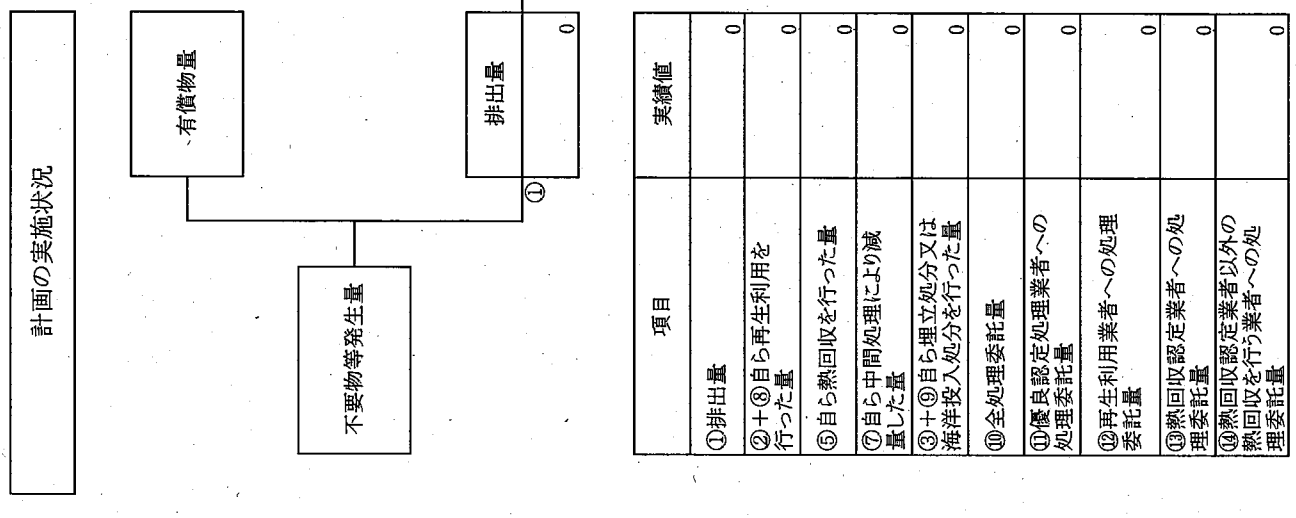 計画の実施状況
有償物量
不要物等発生量
①
排出量
0
項目
実績値
①排出量
0
②+⑧自ら再生利用を
行った量
0
⑤自ら熱回収を行った量
0
⑦自ら中間処理により減
量した量
0
③+⑨自ら埋立処分又は
海洋投入処分を行った量
0
⑩全処理委託量
0
⑪優良認定処理業者への
処理委託量
0
⑫再生利用業者への処理
委託量
0
⑬熱回収認定業者への処
理委託量
0
⑭熱回収認定業者以外の
熱回収を行う業者への処
理委託量
0